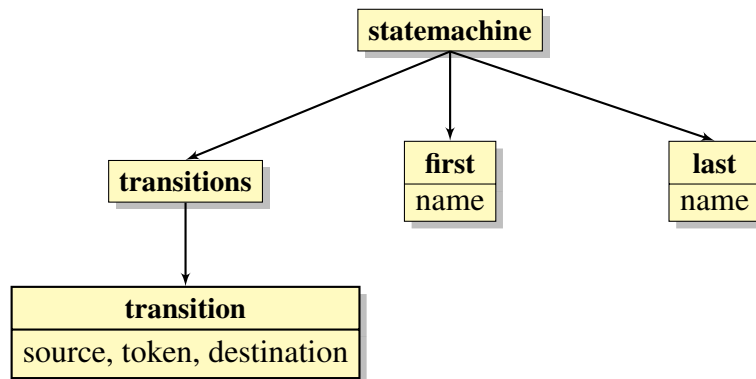 statemachine
transitions
first
name
last
name
transition
source, token, destination